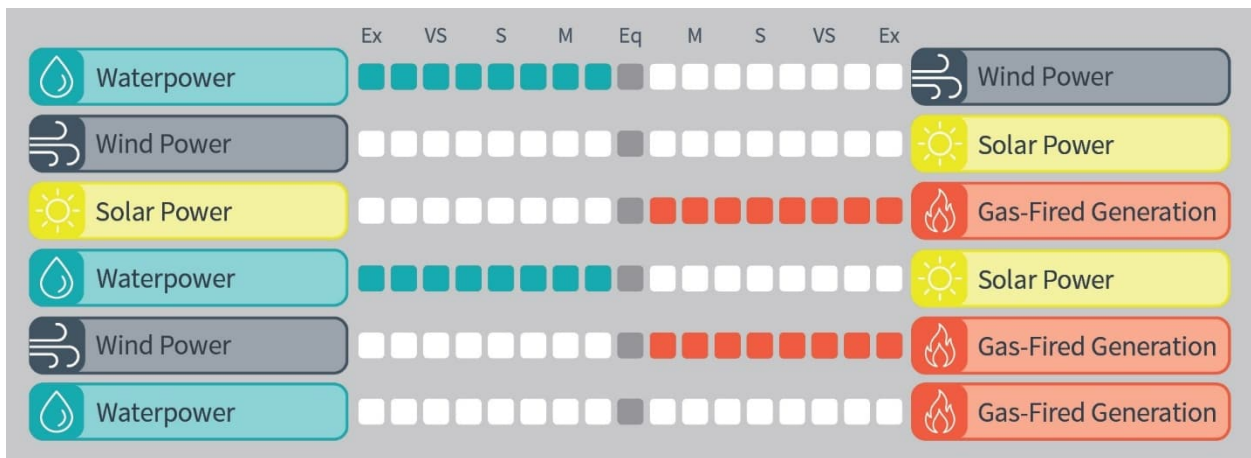 Ex VS S M Eq M S VS Ex
Waterpower Wind Power
Wind Power Solar Power
Solar Power Gas-Fired Generation
Waterpower Solar Power
Wind Power Gas-Fired Generation
Waterpower Gas-Fired Generation